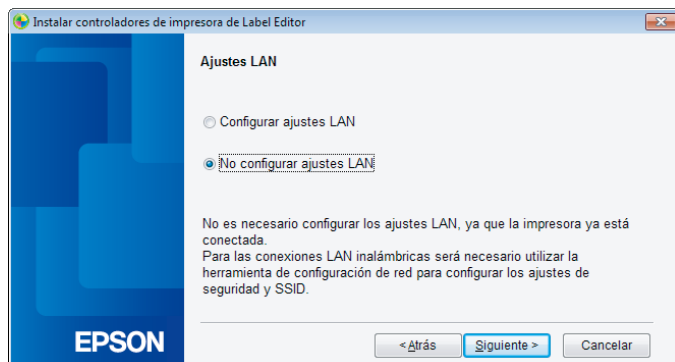 Instalar controladores de impresora de Label Editor
Ajustes LAN
Configurar ajustes LAN
No configurar ajustes LAN
No es necesario configurar los ajustes LAN, ya que la impresora ya está
conectada.
Para las conexiones LAN inalámbricas será necesario utilizar la
herramienta de configuración de red para configurar los ajustes de
seguridad y SSID.
EPSON
< Atrás
Siguiente >
Cancelar